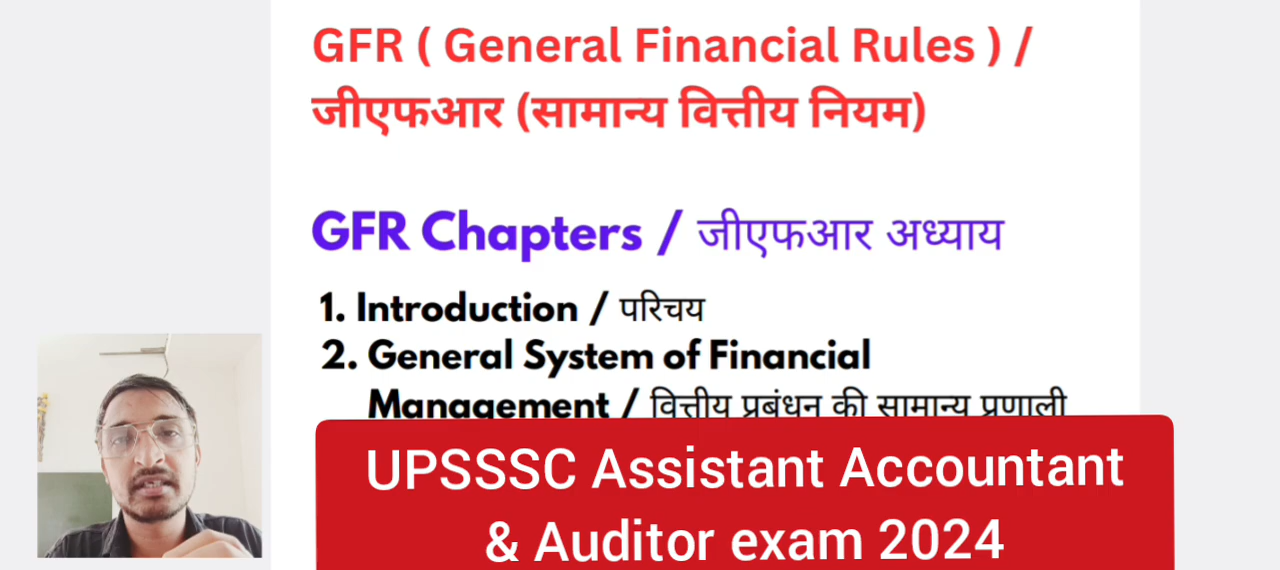 GFR ( General Financial Rules ) /
जीएफआर (सामान्य वित्तीय नियम)
GFR Chapters / जीएफआर अध्याय
1. Introduction / परिचय
2. General System of Financial
Management / वित्तीय प्रबंधन की सामान्य प्रणाली
UPSSSC Assistant Accountant
& Auditor exam 2024